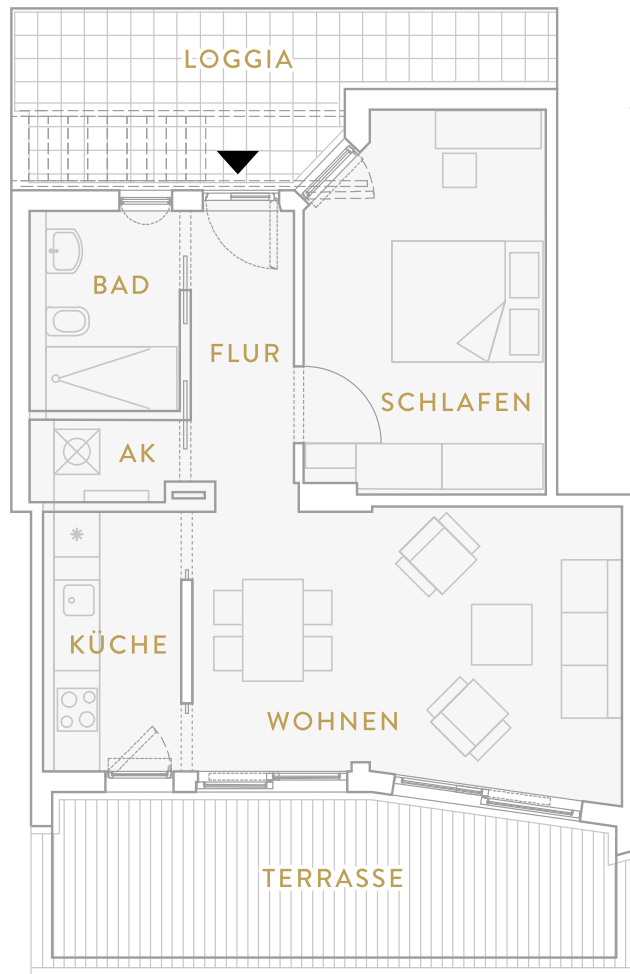 LOGGIA
BAD
FLUR
SCHLAFEN
AK
KÜCHE
WOHNEN
TERRASSE